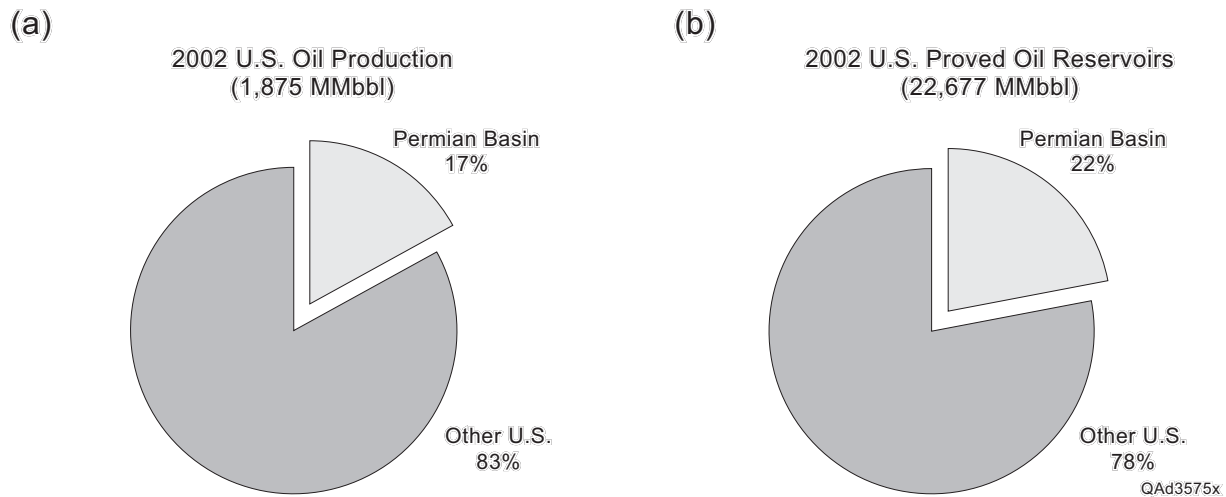 (a)
2002 U.S. Oil Production
(1,875 MMbbl)
Permian Basin
17%
Other U.S.
83%
(b)
2002 U.S. Proved Oil Reservoirs
(22,677 MMbbl)
Permian Basin
22%
Other U.S.
78%
QAd3575x